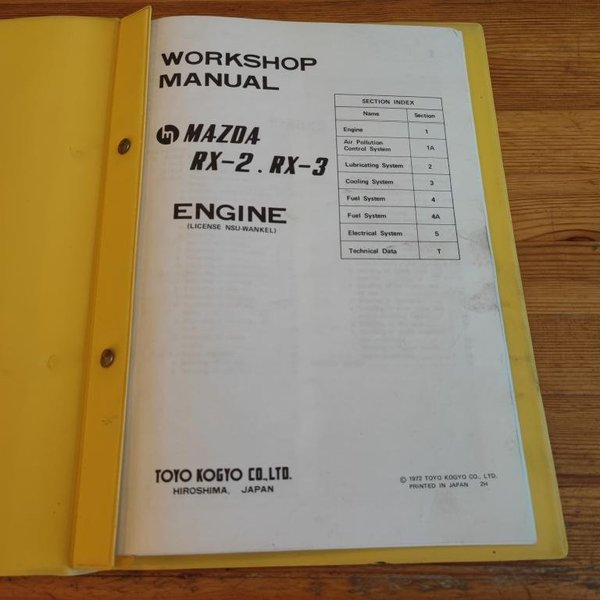 WORKSHOP
MANUAL
MAZDA
RX-2 . RX-3
ENGINE
(LICENSE NSU-WANKEL)
SECTION INDEX
Name Section
Engine 1
Air Pollution
Control System 1A
Lubricating System 2
Cooling System 3
Fuel System 4
Fuel System 4A
Electrical System 5
Technical Data T
TOYO KOGYO CO., LTD.
HIROSHIMA, JAPAN
© 1972 TOYO KOGYO CO., LTD.
PRINTED IN JAPAN 2H